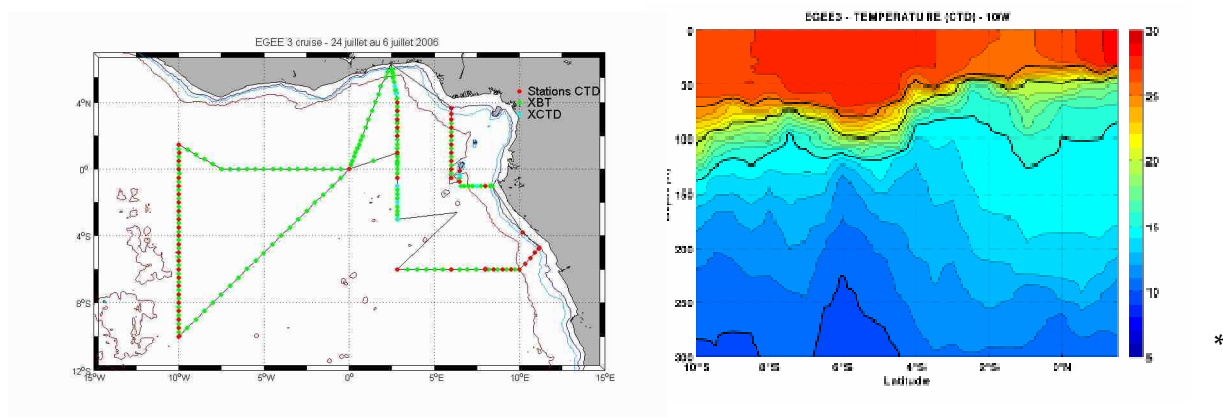 EGEE 3 cruise - 24 juillet au 6 juillet 2006
4°N
0°
4°S
8°S
12°S
15°W
10°W
5°W
0°
5°E
10°E
15°E
Stations CTD
XBT
XCTD
EGEE3 - TEMPERATURE (CTD) - 10W
0
50
100
150
200
250
300
10°S
8°S
6°S
4°S
2°S
0°N
Latitude
30
25
20
15
10
5
*